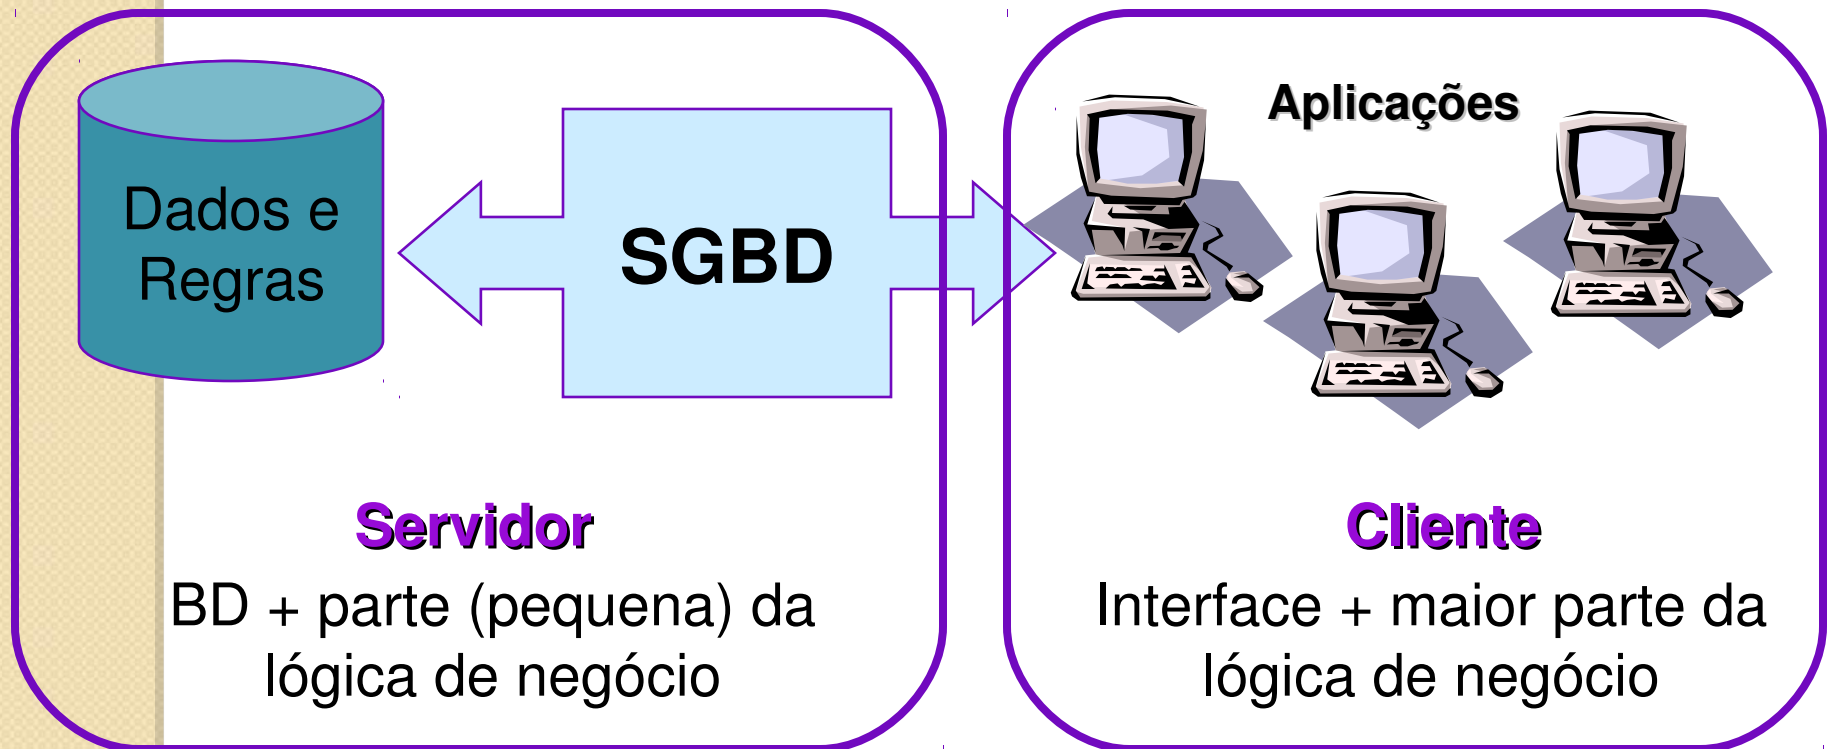 Dados e
Regras
SGBD
Servidor
BD + parte (pequena) da
lógica de negócio
Aplicações
Cliente
Interface + maior parte da
lógica de negócio